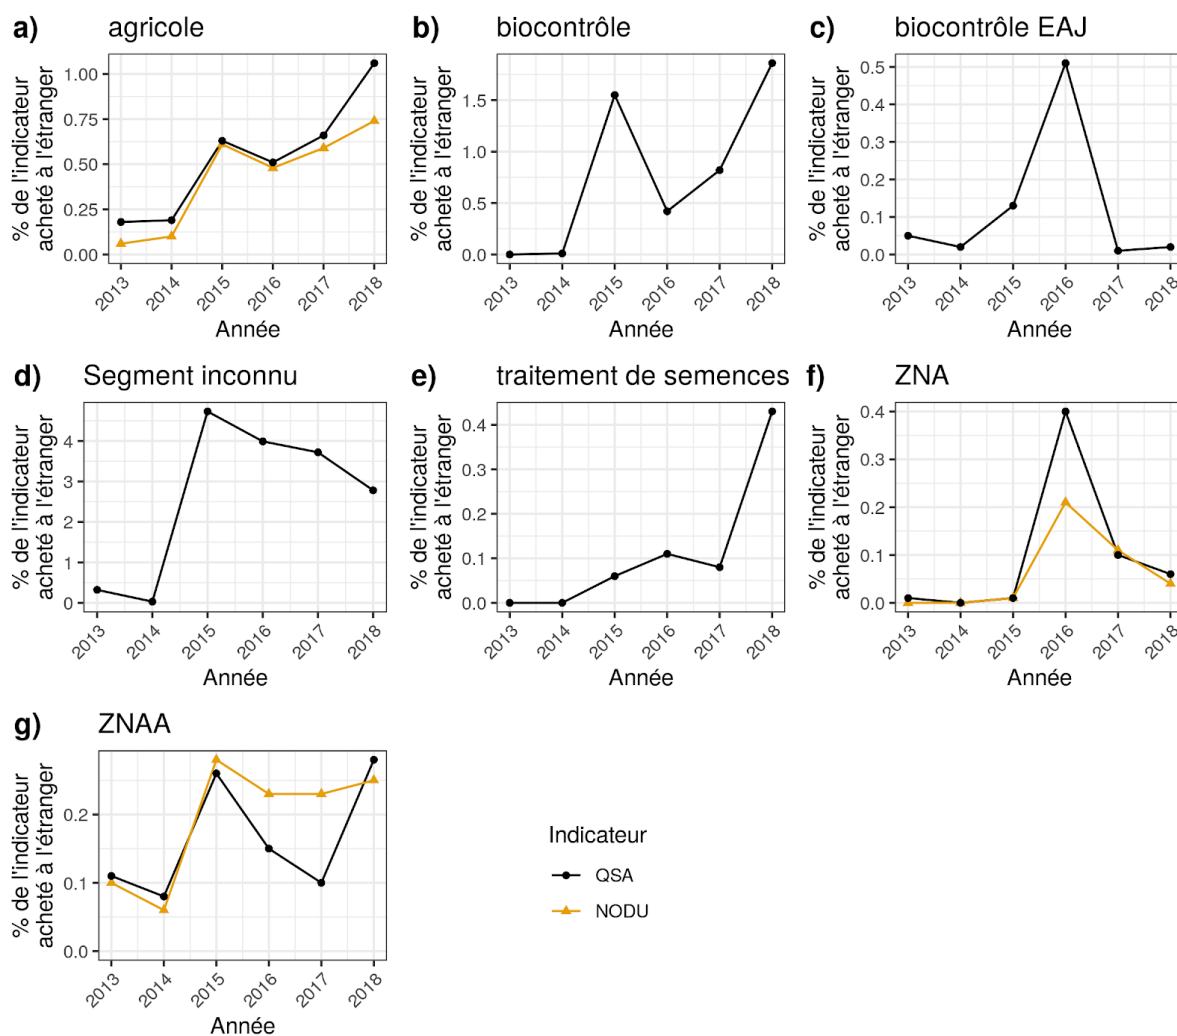 a) agricole
% de l'indicateur
acheté à l'étranger
1.00
0.75
0.50
0.25
0.00
2013 2014 2015 2016 2017 2018
Année
b) biocontrôle
% de l'indicateur
acheté à l'étranger
1.5
1.0
0.5
0.0
2013 2014 2015 2016 2017 2018
Année
c) biocontrôle EAJ
% de l'indicateur
acheté à l'étranger
0.5
0.4
0.3
0.2
0.1
0.0
2013 2014 2015 2016 2017 2018
Année
d) Segment inconnu
% de l'indicateur
acheté à l'étranger
4
3
2
1
0
2013 2014 2015 2016 2017 2018
Année
e) traitement de semences
% de l'indicateur
acheté à l'étranger
0.4
0.3
0.2
0.1
0.0
2013 2014 2015 2016 2017 2018
Année
f) ZNA
% de l'indicateur
acheté à l'étranger
0.4
0.3
0.2
0.1
0.0
2013 2014 2015 2016 2017 2018
Année
g) ZNAA
% de l'indicateur
acheté à l'étranger
0.2
0.1
0.0
2013 2014 2015 2016 2017 2018
Année
Indicateur
QSA
NODU